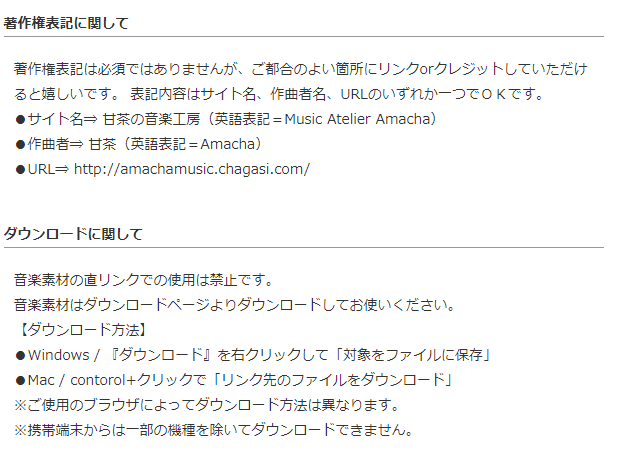 著作権表記に関して
著作権表記は必須ではありませんが、ご都合のよい箇所にリンクorクレジットしていただけ
ると嬉しいです。 表記内容はサイト名、作曲者名、URLのいずれか一つでＯＫです。
●サイト名⇒ 甘茶の音楽工房（英語表記＝Music Atelier Amacha）
●作曲者⇒ 甘茶（英語表記＝Amacha）
●URL⇒ http://amachamusic.chagasi.com/
ダウンロードに関して
音楽素材の直リンクでの使用は禁止です。
音楽素材はダウンロードページよりダウンロードしてお使いください。
【ダウンロード方法】
●Windows / 『ダウンロード』を右クリックして「対象をファイルに保存」
●Mac / contorol+クリックで「リンク先のファイルをダウンロード」
※ご使用のブラウザによってダウンロード方法は異なります。
※携帯端末からは一部の機種を除いてダウンロードできません。